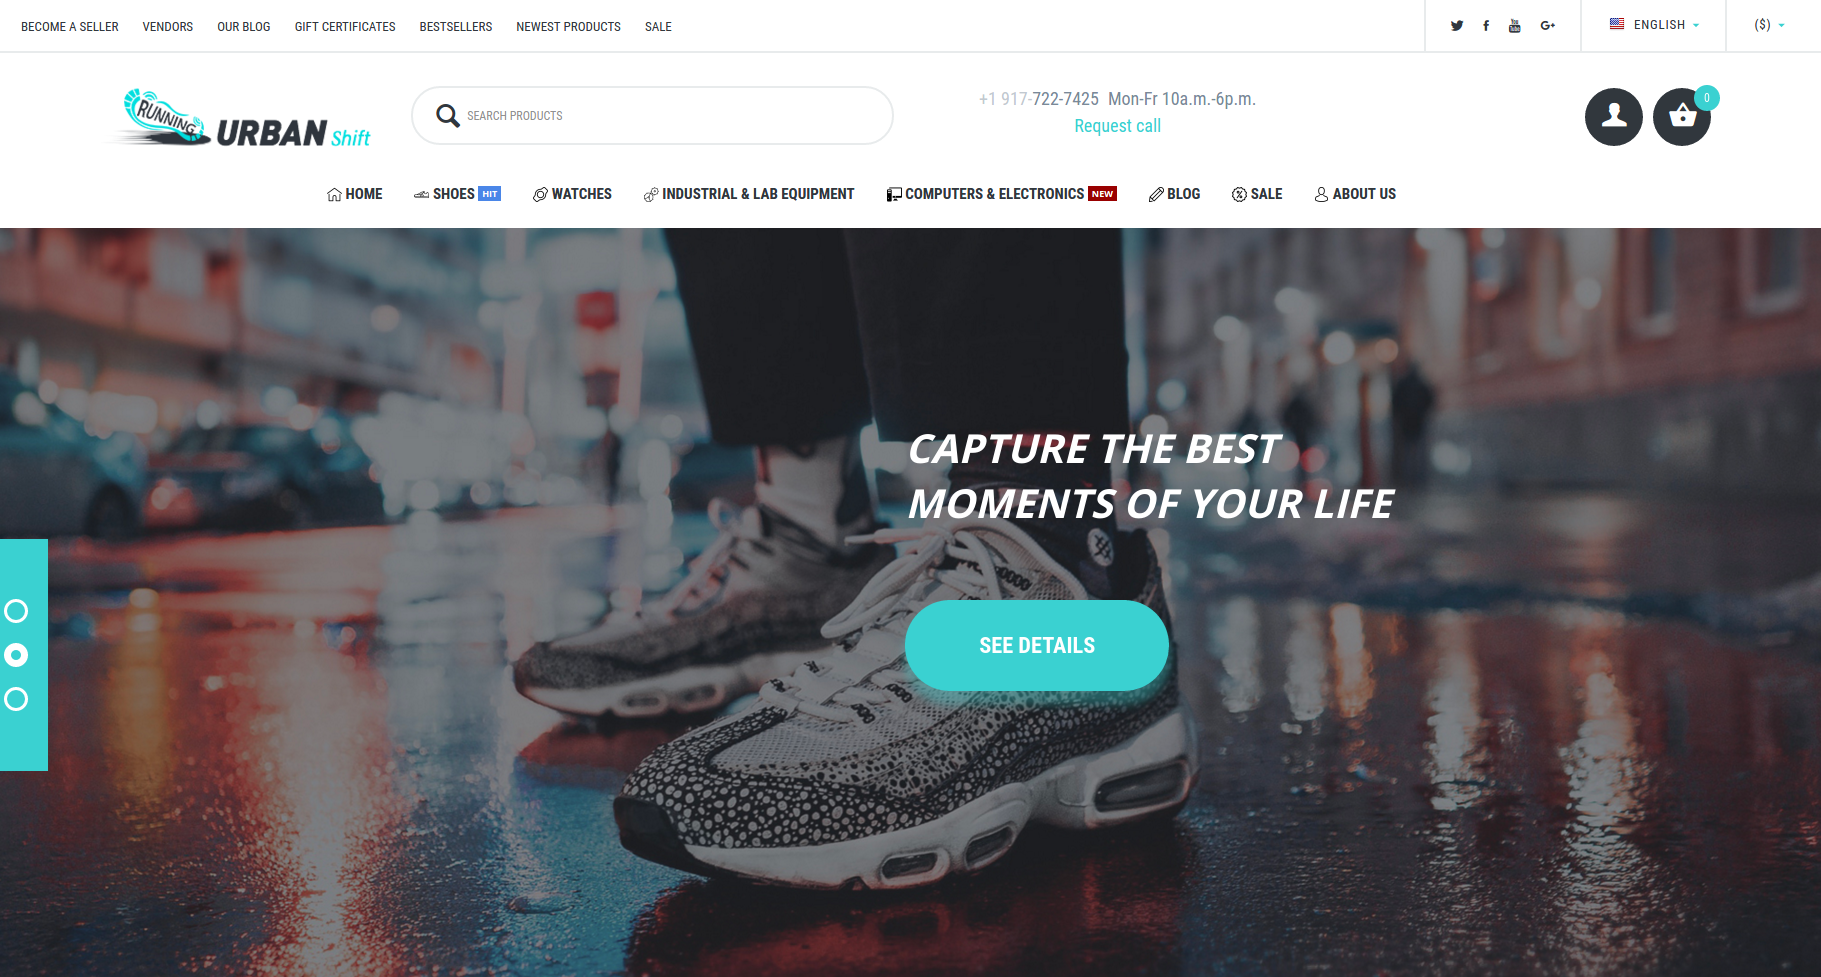 BECOME A SELLER VENDORS OUR BLOG GIFT CERTIFICATES BESTSELLERS NEWEST PRODUCTS SALE
ENGLISH ($)
RUNNING
URBAN Shift
SEARCH PRODUCTS
+1 917-722-7425 Mon-Fr 10a.m.-6p.m.
Request call
0
HOME SHOES HIT WATCHES INDUSTRIAL & LAB EQUIPMENT COMPUTERS & ELECTRONICS NEW BLOG SALE ABOUT US
CAPTURE THE BEST
MOMENTS OF YOUR LIFE
SEE DETAILS